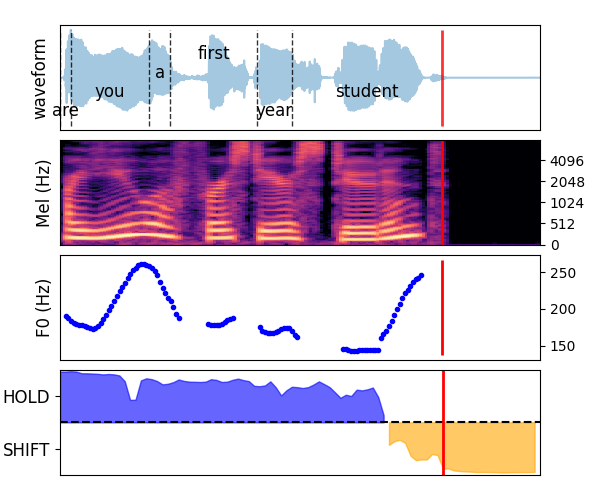 waveform
are
you
a
first
year
student
Mel (Hz)
4096
2048
1024
512
0
F0 (Hz)
250
200
150
HOLD
SHIFT